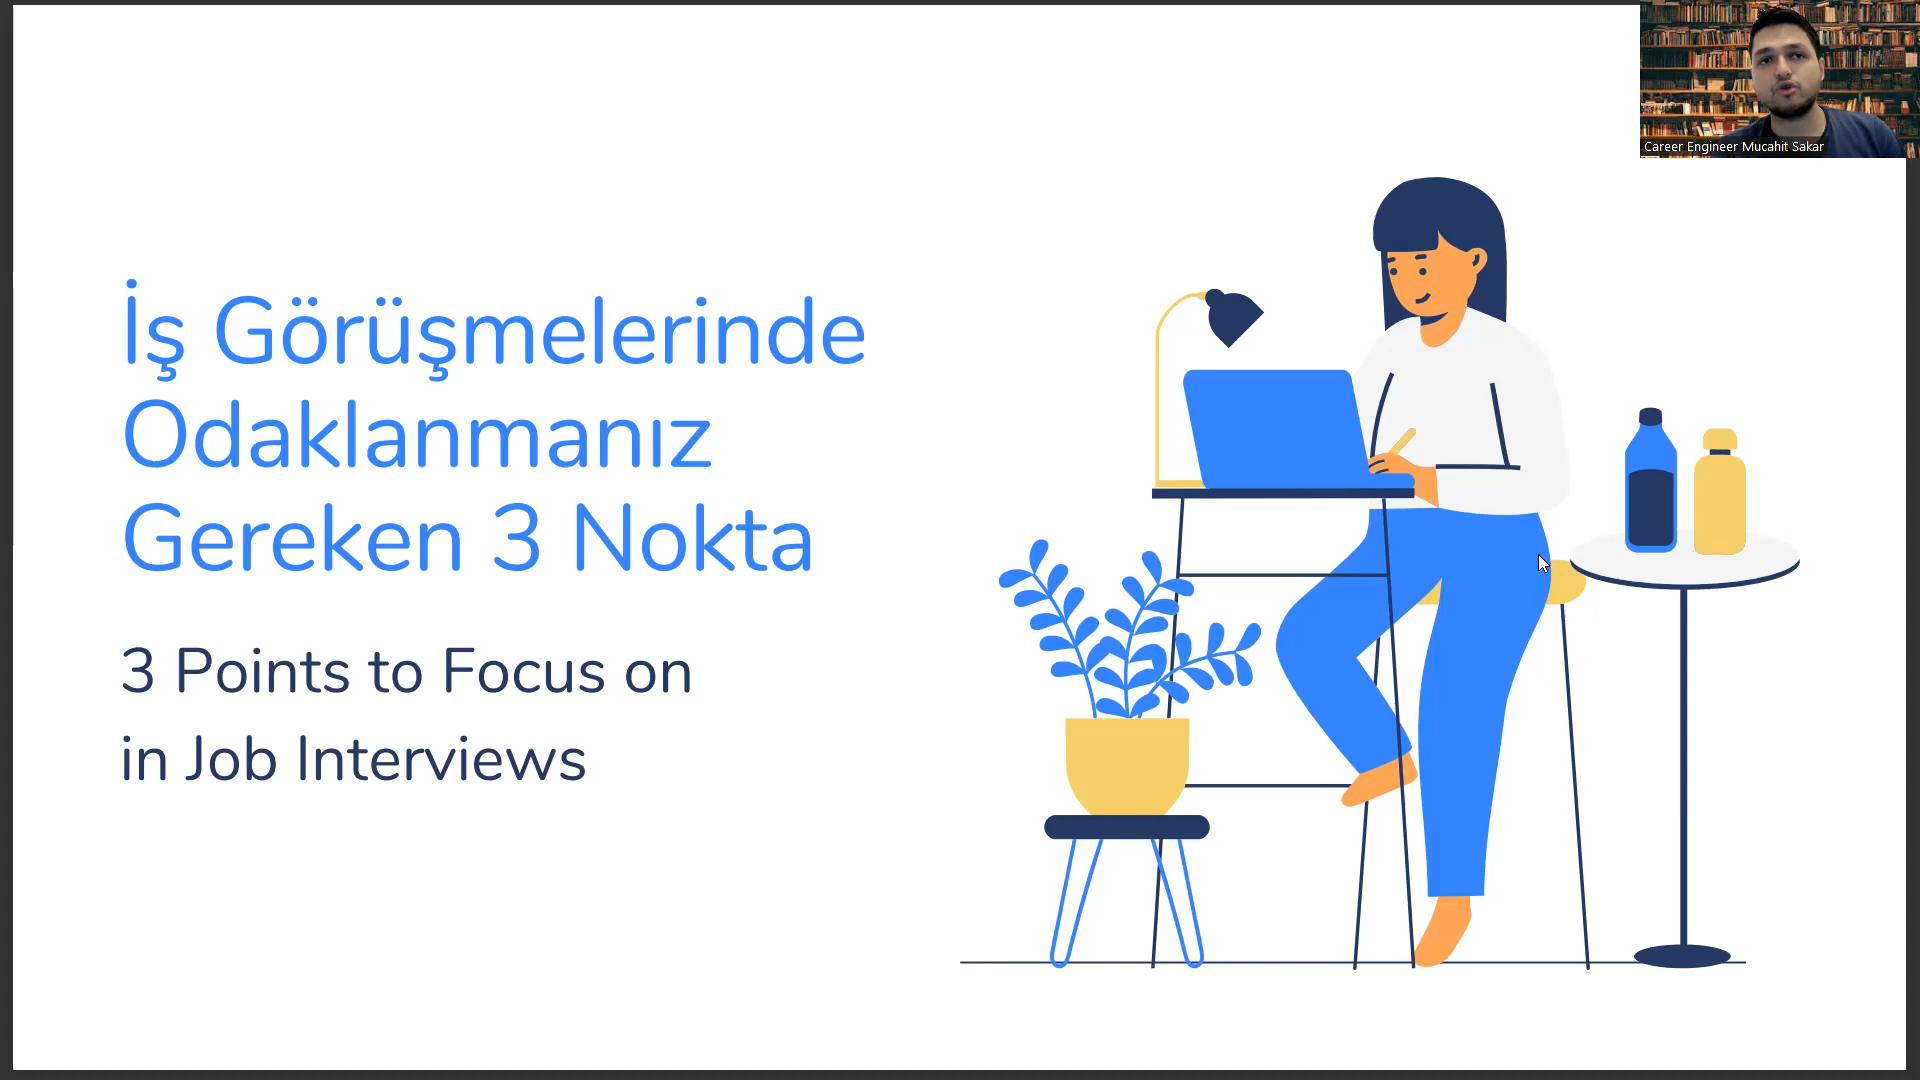 Career Engineer Mucahit Sakar
İş Görüşmelerinde
Odaklanmanız
Gereken 3 Nokta
3 Points to Focus on
in Job Interviews